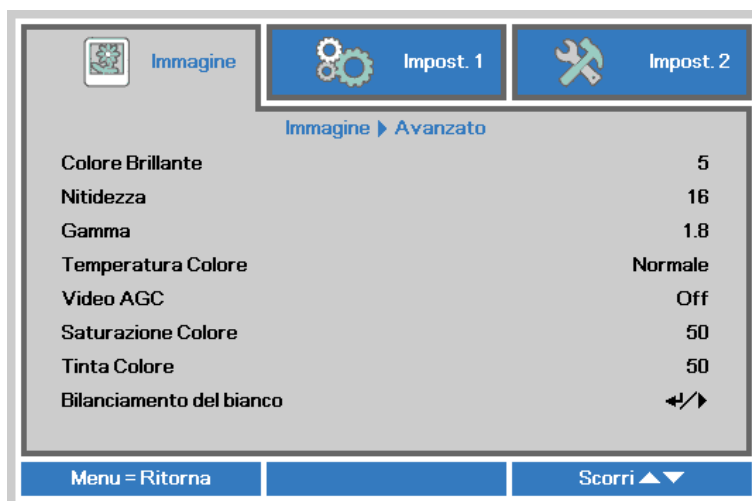 Immagine Impost. 1 Impost. 2
Immagine ▶ Avanzato
Colore Brillante 5
Nitidezza 16
Gamma 1.8
Temperatura Colore Normale
Video AGC Off
Saturazione Colore 50
Tinta Colore 50
Bilanciamento del bianco ↵/▶
Menu = Ritorna Scorri ▲▼